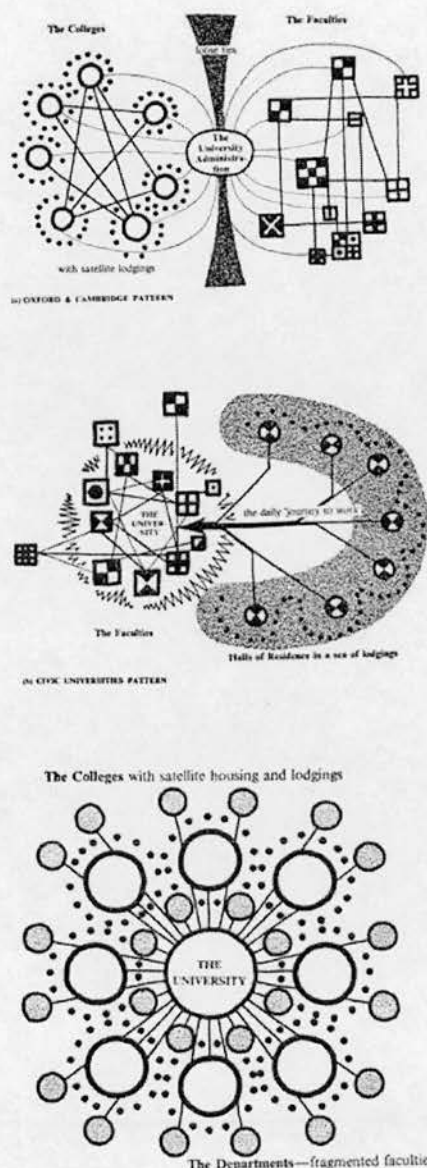 The Colleges
The Faculties
loose ties
The
University
Administra-
tion
with satellite lodgings
(a) OXFORD & CAMBRIDGE PATTERN
THE
UNIVER
SITY
the daily 'journey to work'
The Faculties
Halls of Residence in a sea of lodgings
(b) CIVIC UNIVERSITIES PATTERN
The Colleges with satellite housing and lodgings
THE
UNIVERSITY
The Departments—fragmented faculties